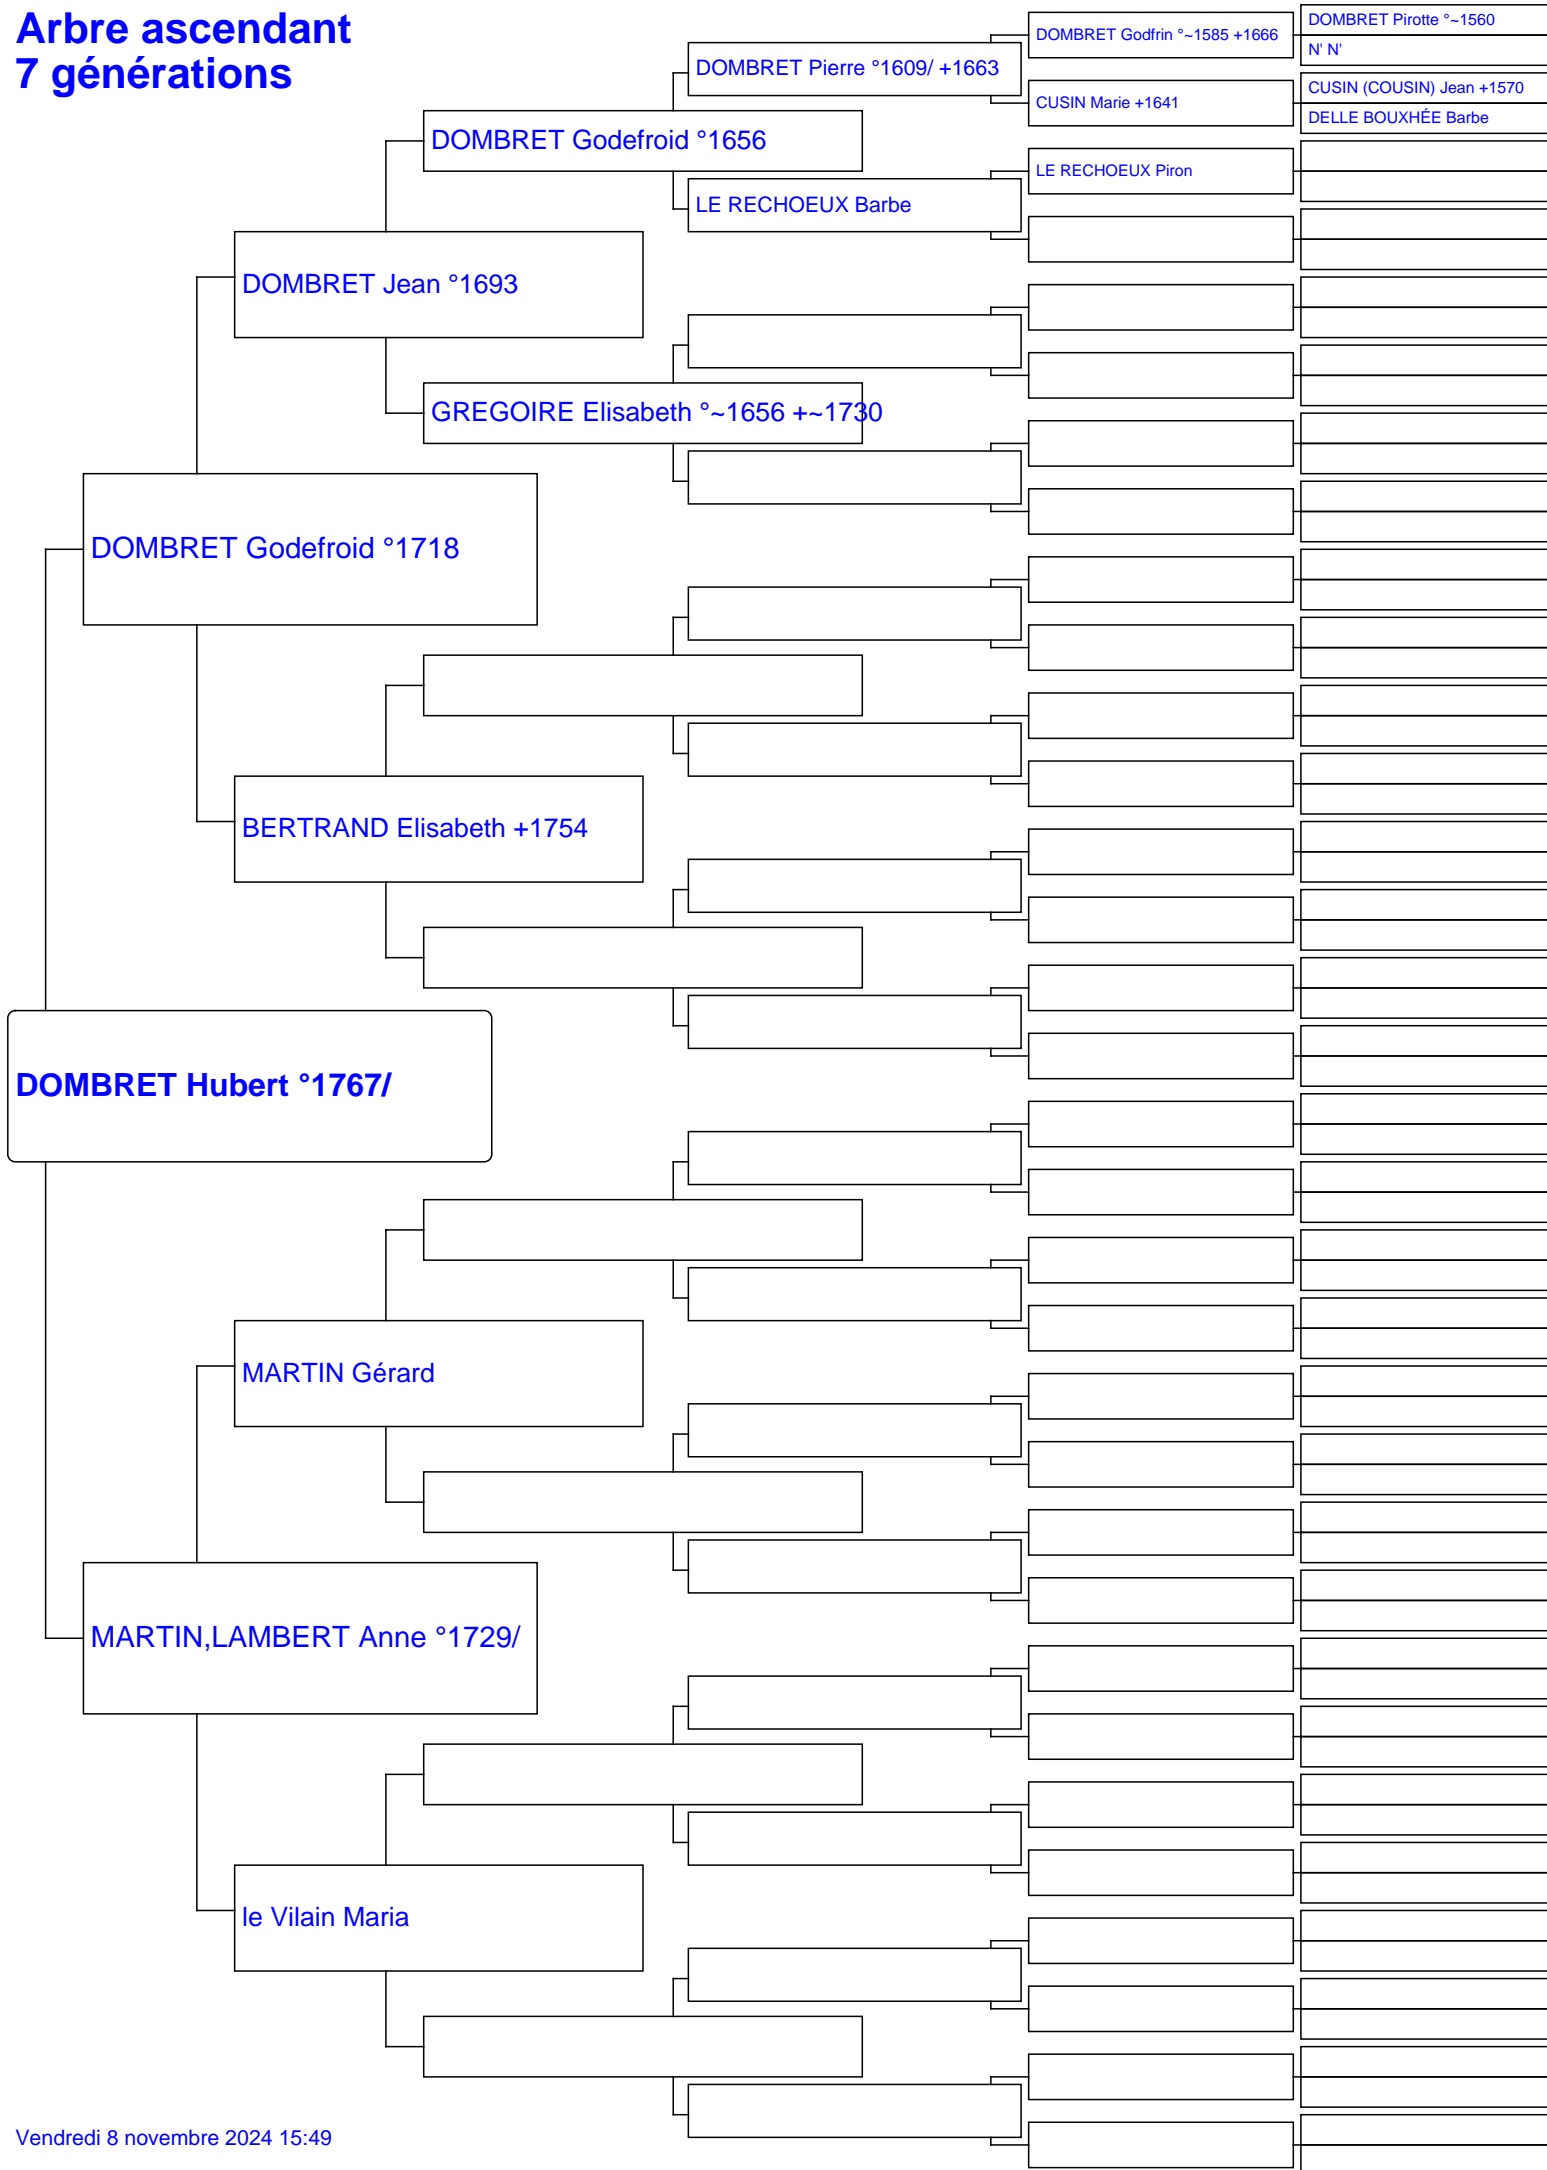 Arbre ascendant
7 générations
DOMBRET Pirotte °~1560
DOMBRET Godfrin °~1585 +1666
N' N'
DOMBRET Pierre °1609/ +1663
CUSIN (COUSIN) Jean +1570
CUSIN Marie +1641
DELLE BOUXHÉE Barbe
DOMBRET Godefroid °1656
LE RECHOEUX Piron
LE RECHOEUX Barbe
DOMBRET Jean °1693
GREGOIRE Elisabeth °~1656 +~1730
DOMBRET Godefroid °1718
BERTRAND Elisabeth +1754
DOMBRET Hubert °1767/
MARTIN Gérard
MARTIN,LAMBERT Anne °1729/
le Vilain Maria
Vendredi 8 novembre 2024 15:49